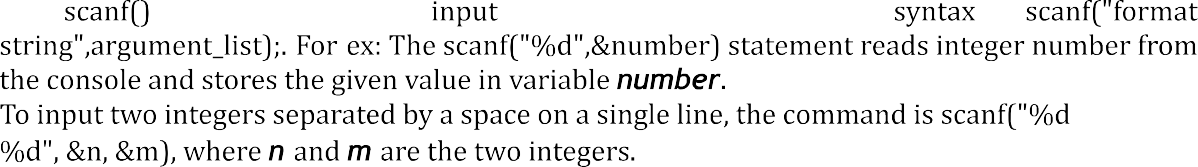 scanf() input syntax scanf("format
string",argument_list);. For ex: The scanf("%d",&number) statement reads integer number from
the console and stores the given value in variable number.
To input two integers separated by a space on a single line, the command is scanf("%d
%d", &n, &m), where n and m are the two integers.